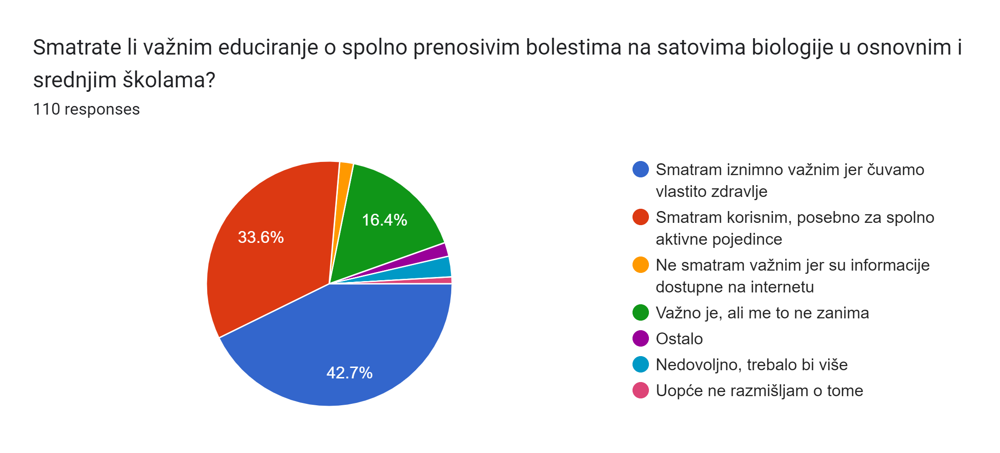 Smatrate li važnim educiranje o spolno prenosivim bolestima na satovima biologije u osnovnim i
srednjim školama?
110 responses
33.6%
16.4%
42.7%
Smatram iznimno važnim jer čuvamo
vlastito zdravlje
Smatram korisnim, posebno za spolno
aktivne pojedince
Ne smatram važnim jer su informacije
dostupne na internetu
Važno je, ali me to ne zanima
Ostalo
Nedovoljno, trebalo bi više
Uopće ne razmišljam o tome